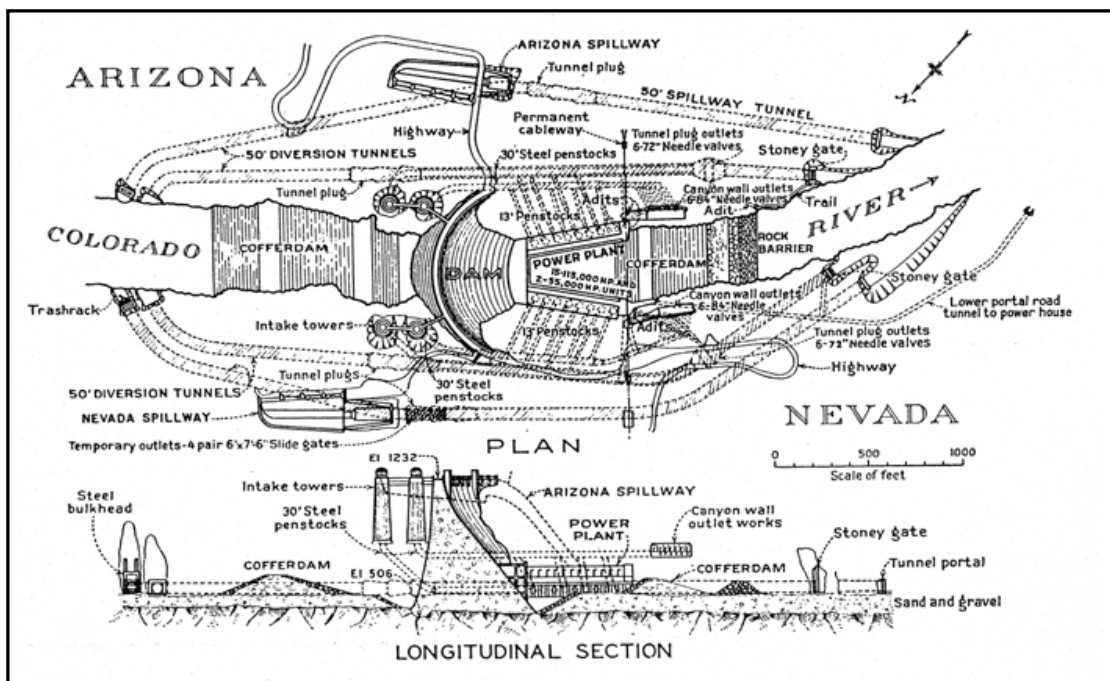 ARIZONA
ARIZONA
SPILLWAY
Tunnel plug
50' SPILLWAY TUNNEL
N
Highway
Permanent
cableway
Tunnel plug outlets
6-72" Needle valves
Stoney gate
50' DIVERSION TUNNELS
30' Steel penstocks
Tunnel plug
Canyon wall outlets
6-84" Needle valves
Adits
Adit
Trail
13' Penstocks
RIVER
COLORADO
COFFERDAM
DAM
POWER PLANT
15-115,000 H.P. AND
2-55,000 H.P. UNITS
COFFERDAM
ROCK
BARRIER
Stoney gate
Trashrack
Intake towers
13' Penstocks
Canyon wall outlets
6-84" Needle
valves
Adits
Lower portal road
tunnel to power house
Tunnel plug outlets
6-72" Needle valves
Tunnel plugs
Highway
50' DIVERSION TUNNELS
30' Steel
penstocks
NEVADA
SPILLWAY
NEVADA
Temporary outlets-4 pair 6'x7'-6" Slide gates
PLAN
0 500 1000
Scale of feet
El 1232
Intake towers
ARIZONA SPILLWAY
Steel
bulkhead
30' Steel
penstocks
POWER
PLANT
Canyon wall
outlet works
Stoney gate
COFFERDAM
COFFERDAM
Tunnel portal
El 506
Sand and gravel
LONGITUDINAL SECTION